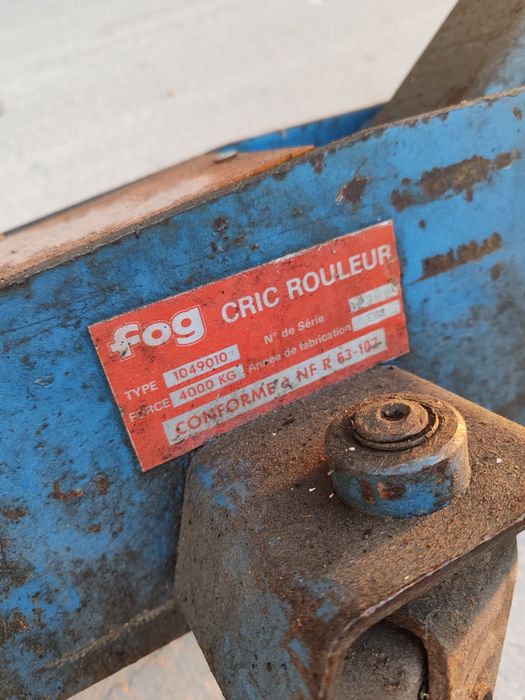 fog CRIC ROULEUR
N° de Série
TYPE 1049010
FORCE 4000 KG Année de fabrication
CONFORME à NF R 63-102